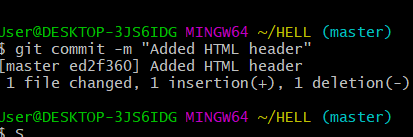 User@DESKTOP-3JS6IDG MINGW64 ~/HELL (master)
$ git commit -m "Added HTML header"
[master ed2f360] Added HTML header
1 file changed, 1 insertion(+), 1 deletion(-)
User@DESKTOP-3JS6IDG MINGW64 ~/HELL (master)
$ S